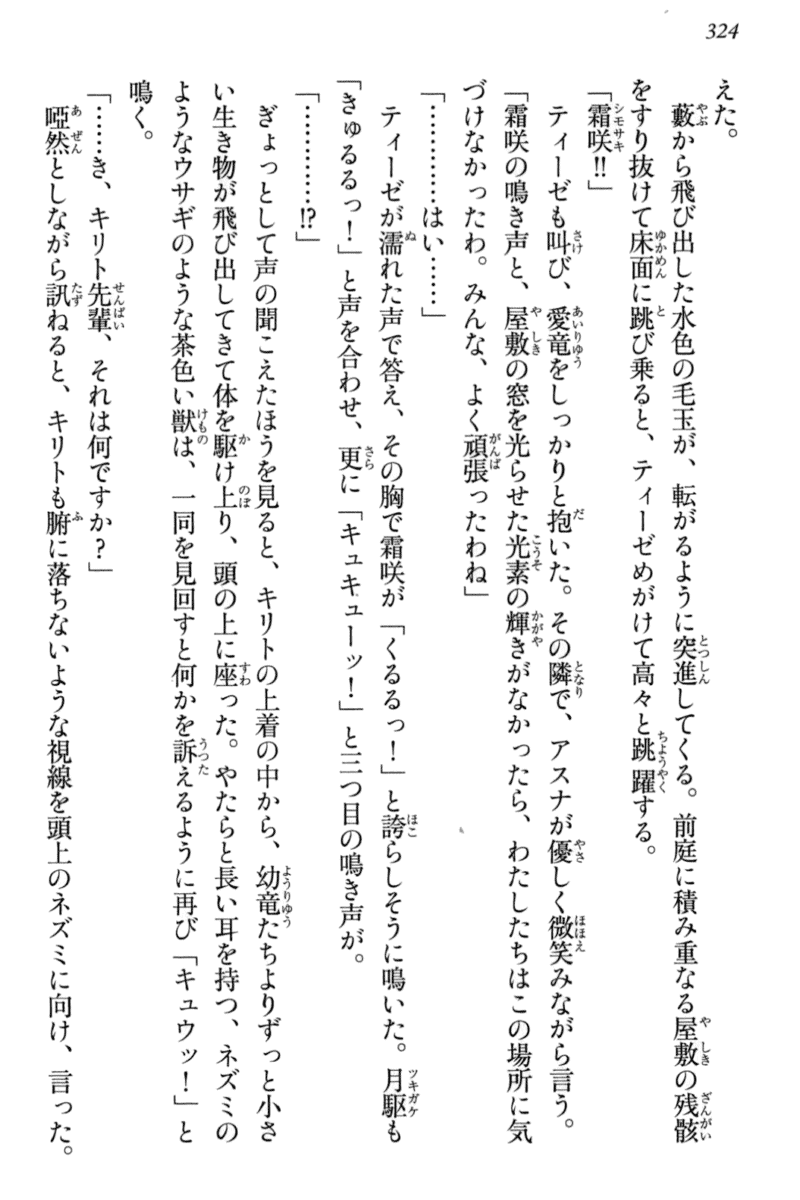 324
えた。
藪から飛び出した水色の毛玉が、転がるように突進してくる。前庭に積み重なる屋敷の残骸
をすり抜けて床面に跳び乗ると、ティーゼめがけて高々と跳躍する。
「霜咲!!」
ティーゼも叫び、愛竜をしっかりと抱いた。その隣で、アスナが優しく微笑みながら言う。
「霜咲の鳴き声と、屋敷の窓を光らせた光素の輝きがなかったら、わたしたちはこの場所に気
づけなかったわ。みんな、よく頑張ったわね」
「…………はい……」
ティーゼが濡れた声で答え、その胸で霜咲が「くるるっ！」と誇らしそうに鳴いた。月駆も
「きゅるるっ！」と声を合わせ、更に「キュキューッ！」と三つ目の鳴き声が。
「…………!?」
ぎょっとして声の聞こえたほうを見ると、キリトの上着の中から、幼竜たちよりずっと小さ
い生き物が飛び出してきて体を駆け上り、頭の上に座った。やたらと長い耳を持つ、ネズミの
ようなウサギのような茶色い獣は、一同を見回すと何かを訴えるように再び「キュウッ！」と
鳴く。
「……き、キリト先輩、それは何ですか？」
啞然としながら訊ねると、キリトも腑に落ちないような視線を頭上のネズミに向け、言った。